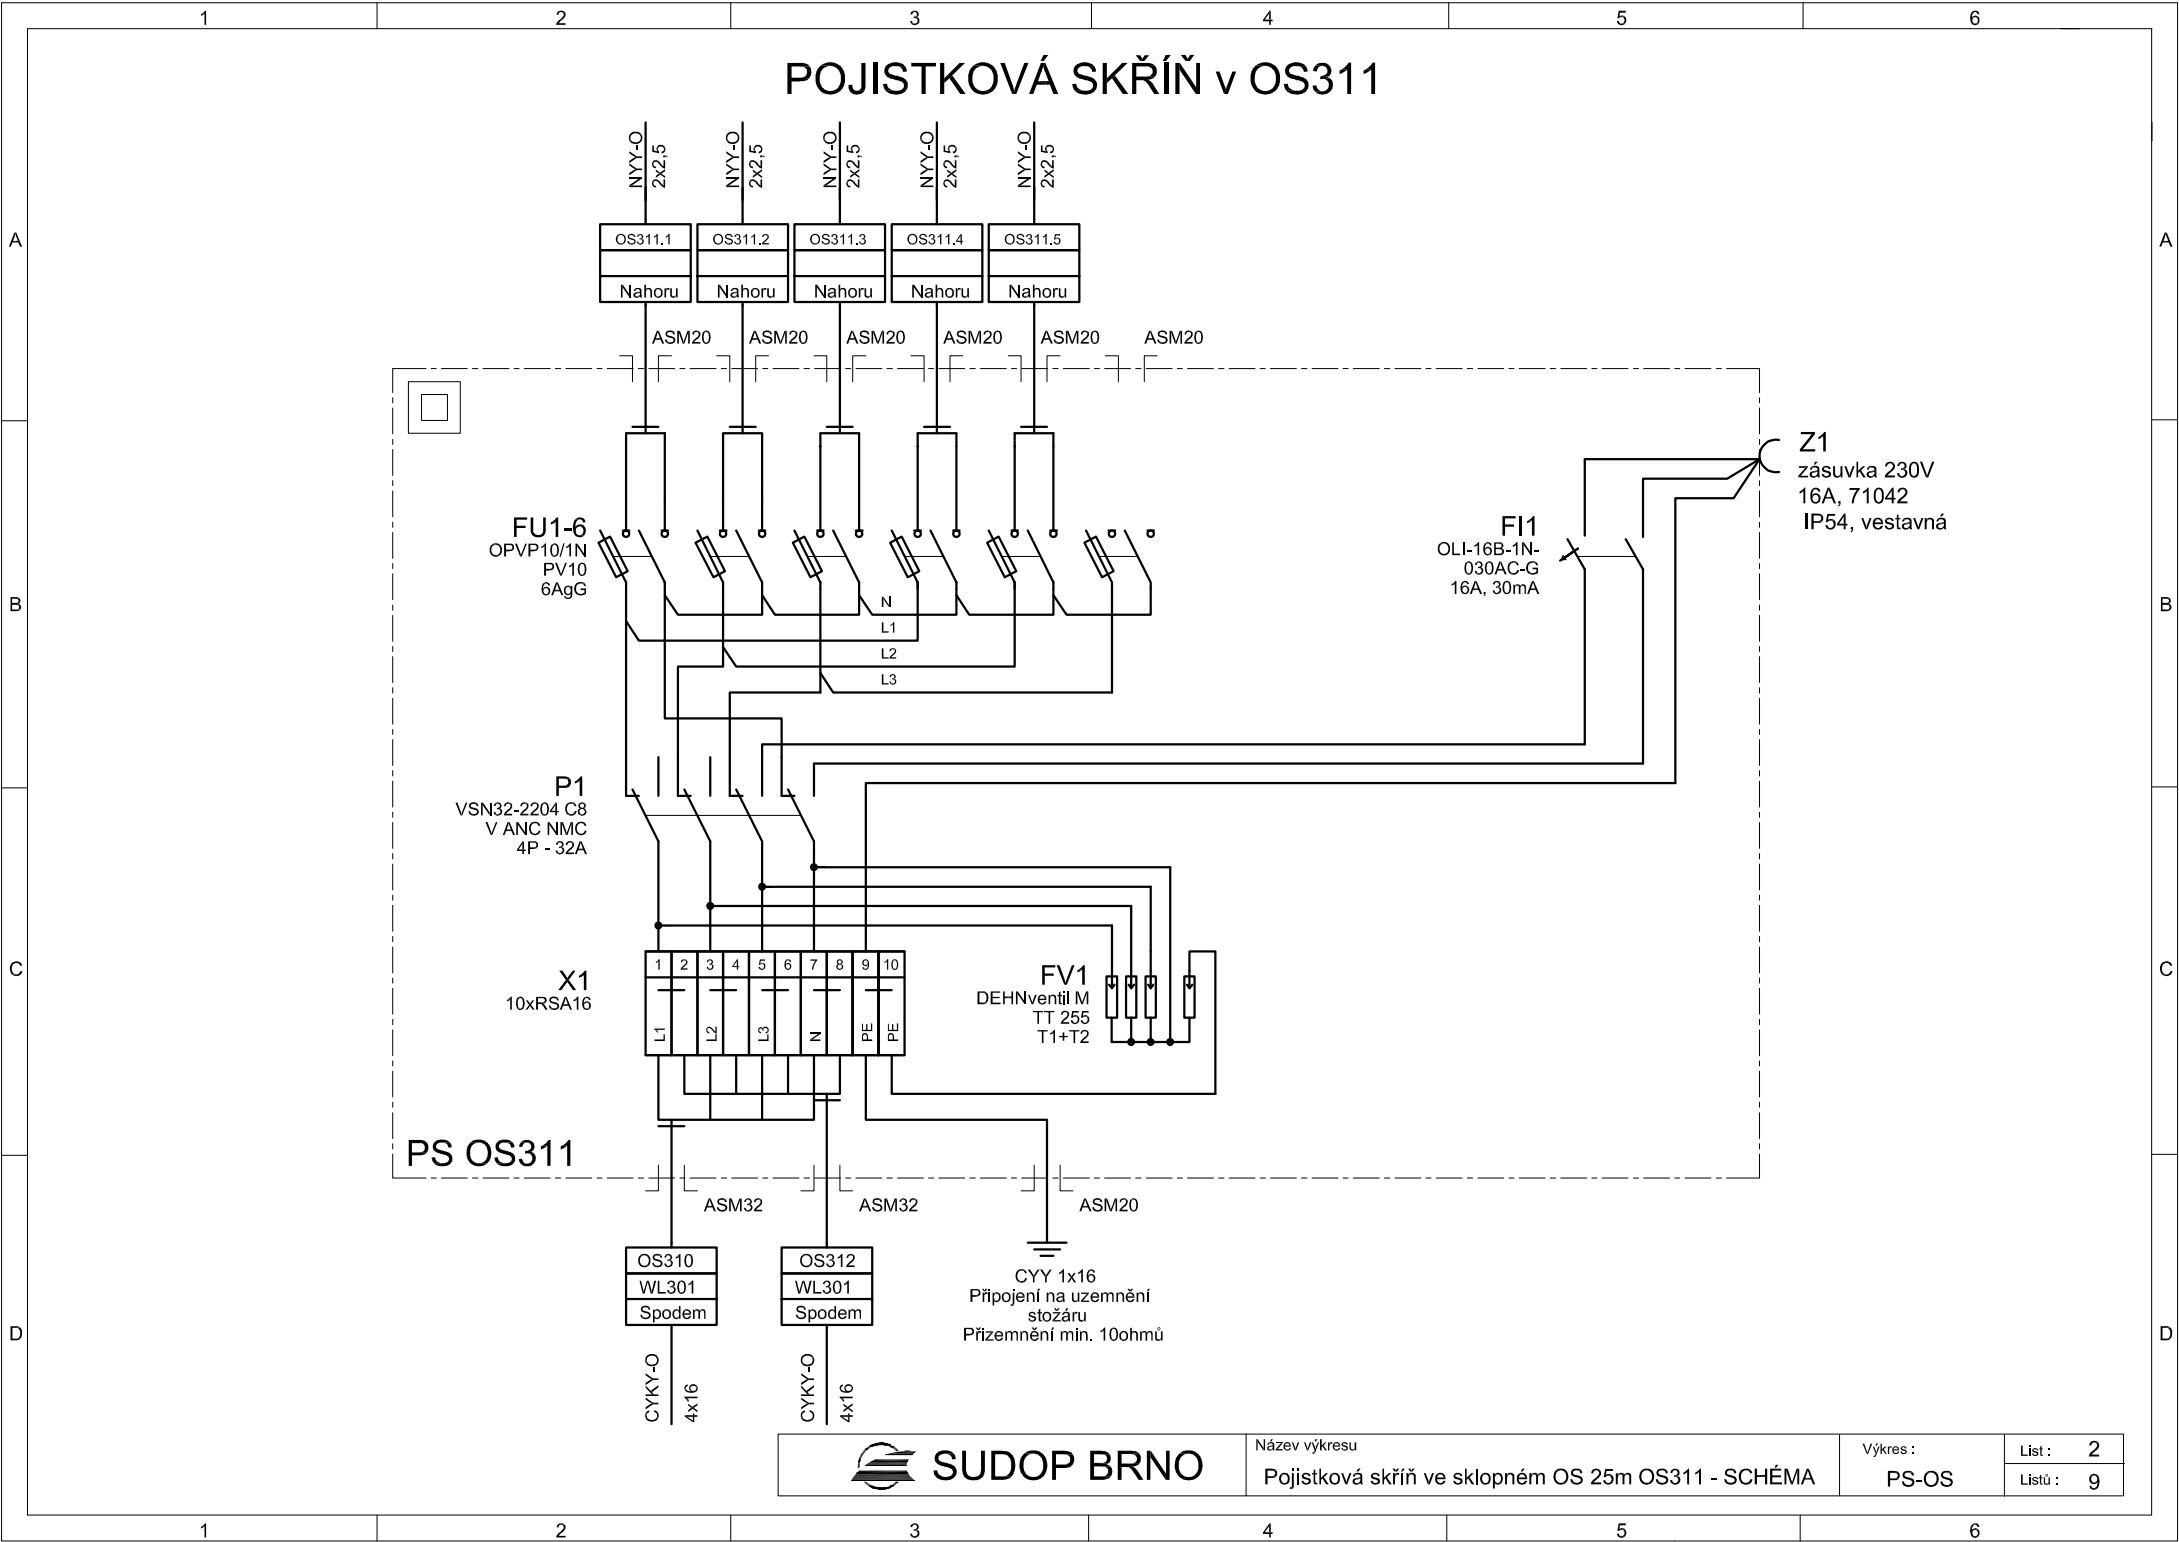 1 2 3 4 5 6
POJISTKOVÁ SKŘÍŇ v OS311
NYY-O 2x2,5
NYY-O 2x2,5
NYY-O 2x2,5
NYY-O 2x2,5
NYY-O 2x2,5
A A
OS311.1 OS311.2 OS311.3 OS311.4 OS311.5
Nahoru Nahoru Nahoru Nahoru Nahoru
ASM20 ASM20 ASM20 ASM20 ASM20 ASM20
Z1
zásuvka 230V
16A, 71042
IP54, vestavná
FU1-6
OPVP10/1N
PV10
6AgG
FI1
OLI-16B-1N-
030AC-G
16A, 30mA
B B
N
L1
L2
L3
P1
VSN32-2204 C8
V ANC NMC
4P - 32A
C C
X1
10xRSA16
1 2 3 4 5 6 7 8 9 10
L1 L2 L3 N PE PE
FV1
DEHNventil M
TT 255
T1+T2
PS OS311
ASM32 ASM32 ASM20
OS310
WL301
Spodem
OS312
WL301
Spodem
CYY 1x16
Připojení na uzemnění
stožáru
Přizemnění min. 10ohmů
D D
CYKY-O 4x16
CYKY-O 4x16
SUDOP BRNO
Název výkresu
Pojistková skříň ve sklopném OS 25m OS311 - SCHÉMA
Výkres :
PS-OS
List : 2
Listů : 9
1 2 3 4 5 6